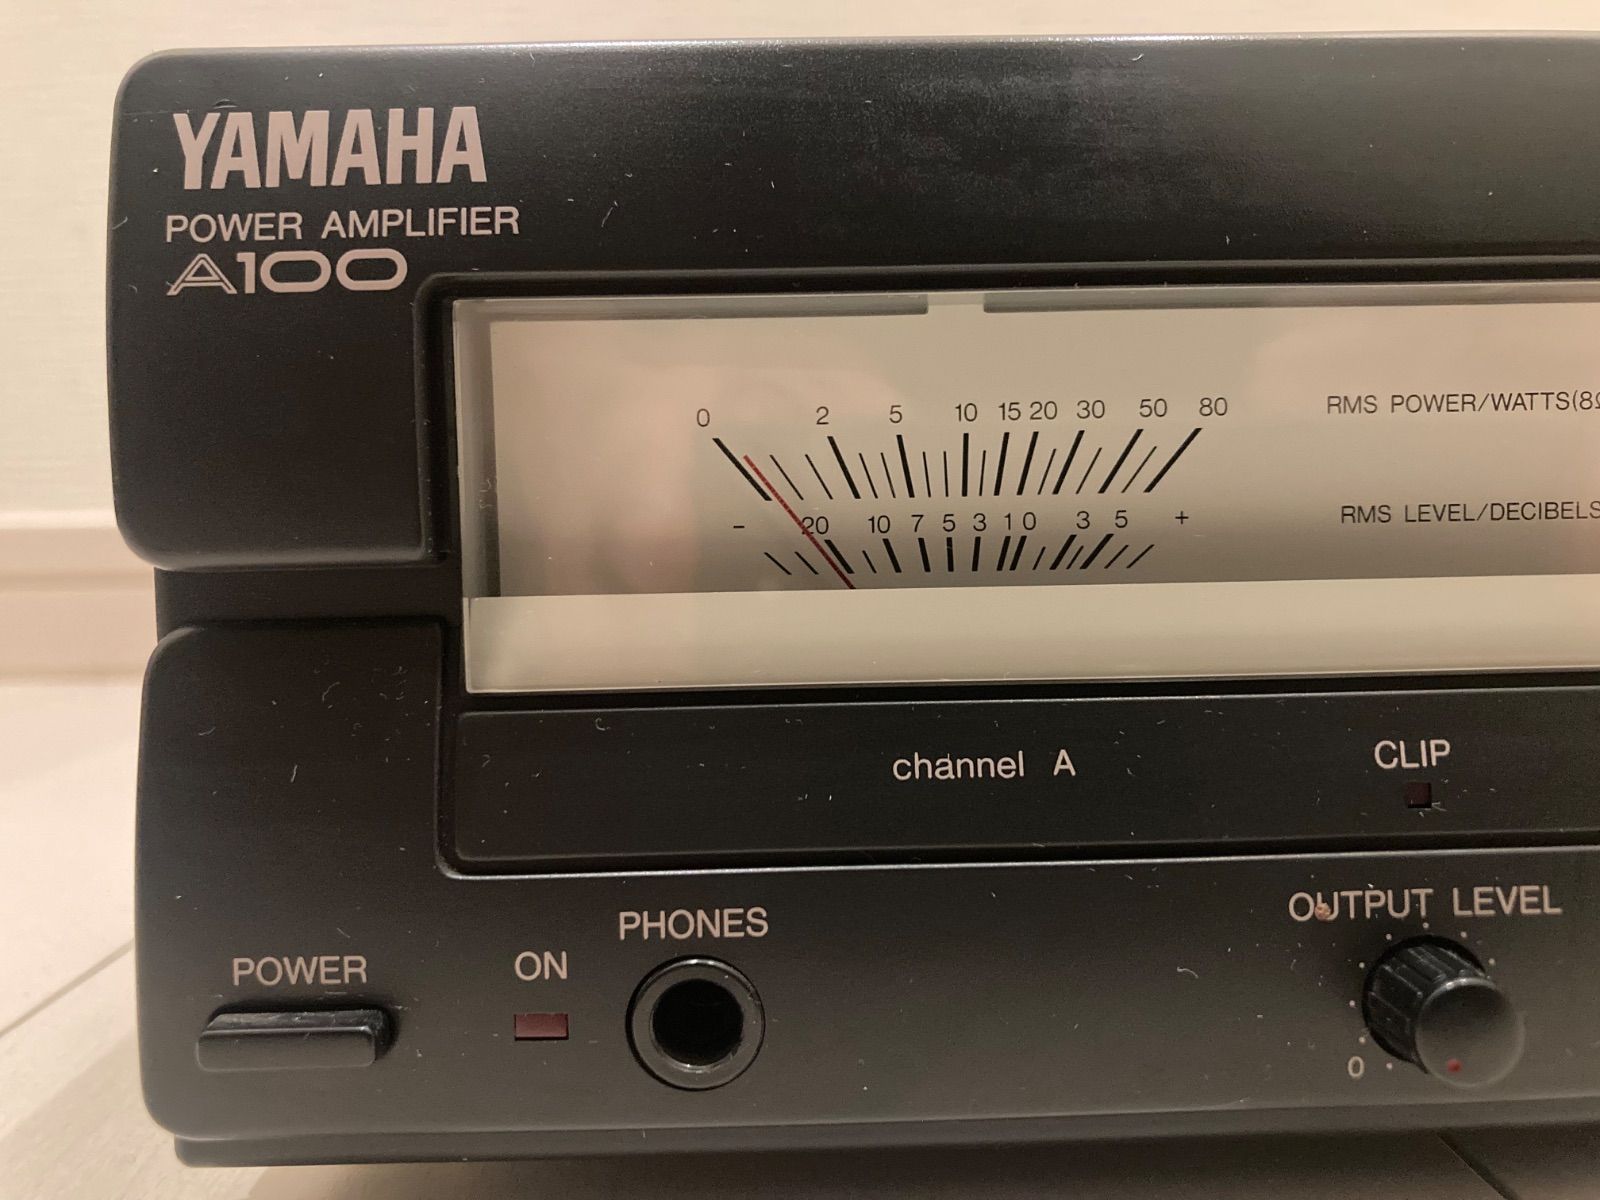 YAMAHA
POWER AMPLIFIER
A100
0 2 5 10 15 20 30 50 80
RMS POWER/WATTS(8Ω
− 20 10 7 5 3 1 0 3 5 +
RMS LEVEL/DECIBELS
channel A
CLIP
OUTPUT LEVEL
PHONES
POWER
ON
0